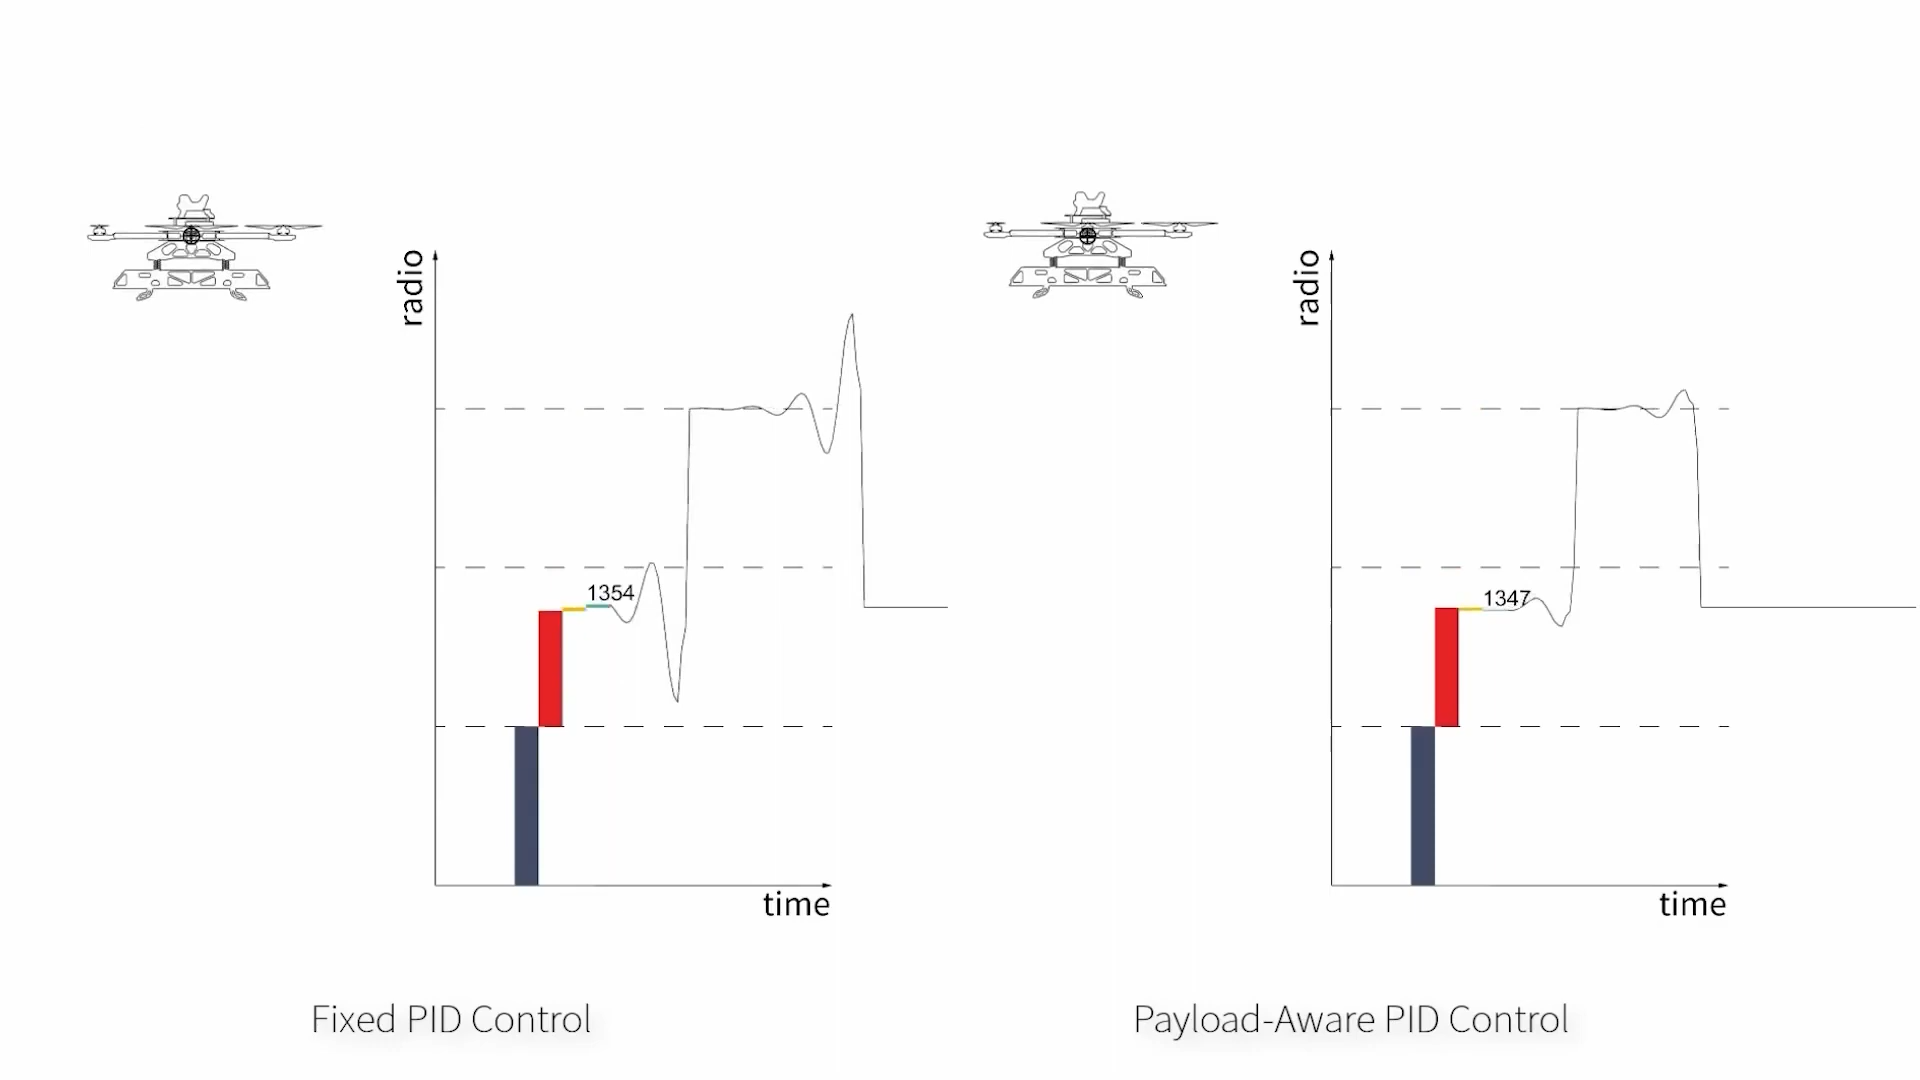 radio
1354
time
Fixed PID Control
radio
1347
time
Payload-Aware PID Control